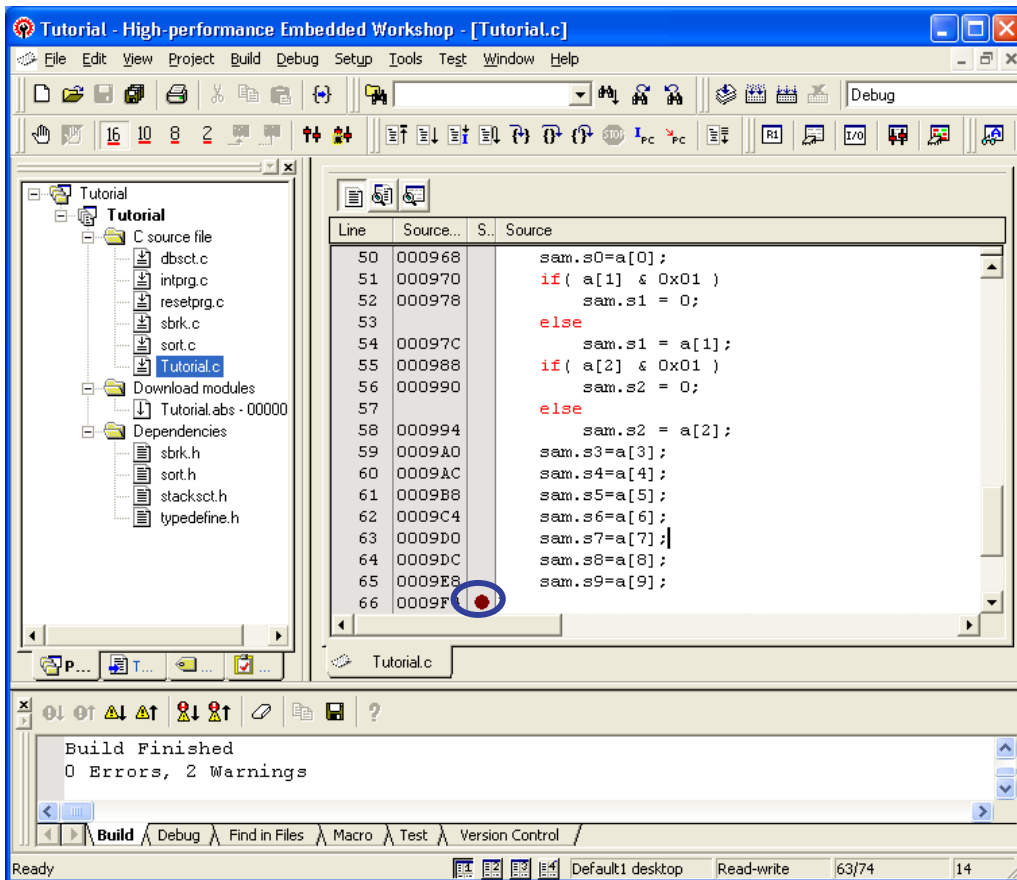 Tutorial - High-performance Embedded Workshop - [Tutorial.c]
File Edit View Project Build Debug Setup Tools Test Window Help
Debug
16 10 8 2 I PC PC R1 I/O
Tutorial
Tutorial
C source file
dbsct.c
intprg.c
resetprg.c
sbrk.c
sort.c
Tutorial.c
Download modules
Tutorial.abs - 00000
Dependencies
sbrk.h
sort.h
stacksct.h
typedefine.h
P... T... ... ...
Line Source... S.. Source
50 000968 sam.s0=a[0];
51 000970 if( a[1] & 0x01 )
52 000978 sam.s1 = 0;
53 else
54 00097C sam.s1 = a[1];
55 000988 if( a[2] & 0x01 )
56 000990 sam.s2 = 0;
57 else
58 000994 sam.s2 = a[2];
59 0009A0 sam.s3=a[3];
60 0009AC sam.s4=a[4];
61 0009B8 sam.s5=a[5];
62 0009C4 sam.s6=a[6];
63 0009D0 sam.s7=a[7];
64 0009DC sam.s8=a[8];
65 0009E8 sam.s9=a[9];
66
Tutorial.c
Build Finished
0 Errors, 2 Warnings
Build Debug Find in Files Macro Test Version Control
Ready 1 2 3 4 Default1 desktop Read-write 63/74 14